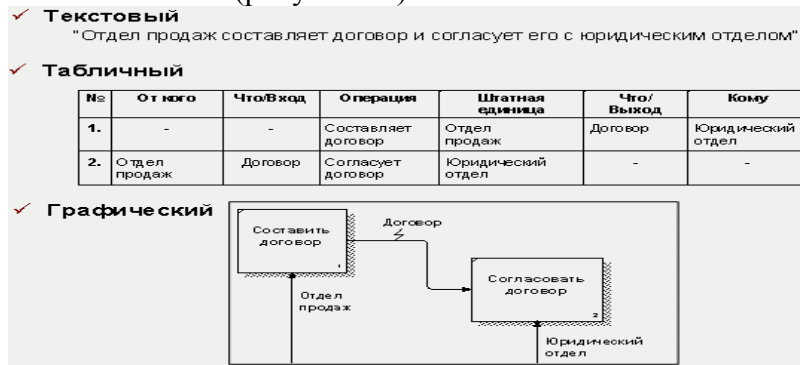 ✓ Текстовый
"Отдел продаж составляет договор и согласует его с юридическим отделом"
✓ Табличный
№ От кого Что/Вход Операция Штатная единица Что/Выход Кому
1. - - Составляет договор Отдел продаж Договор Юридический отдел
2. Отдел продаж Договор Согласует договор Юридический отдел - -
✓ Графический
Составить
договор
1
Договор
Согласовать
договор
2
Отдел
продаж
Юридический
отдел